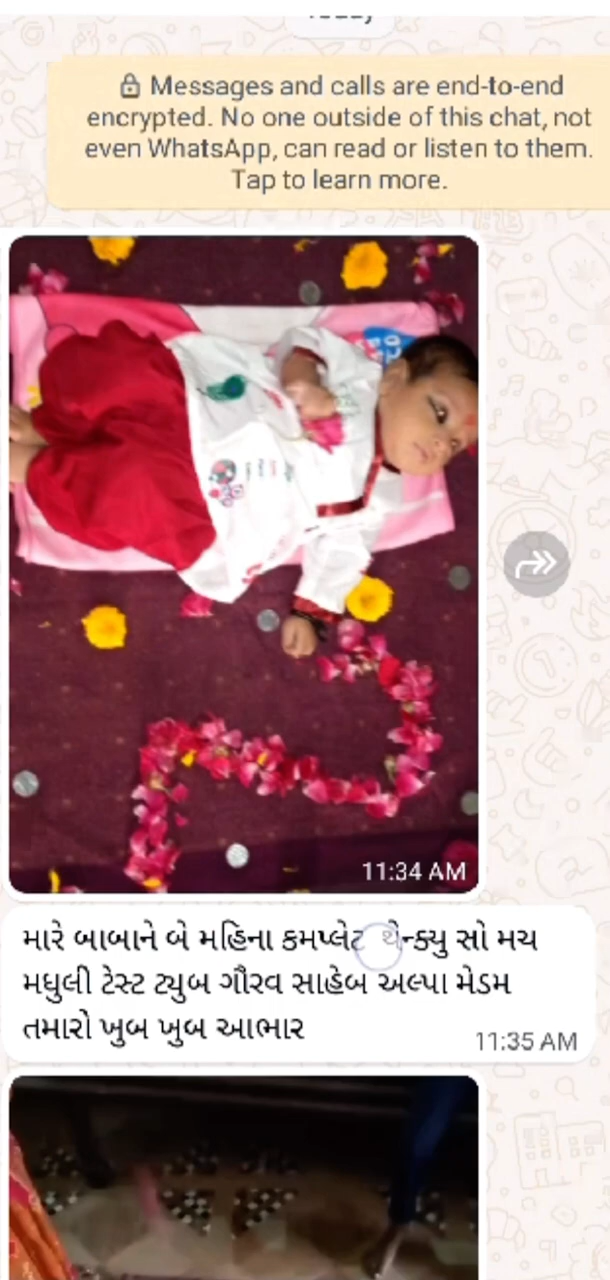 Messages and calls are end-to-end
encrypted. No one outside of this chat, not
even WhatsApp, can read or listen to them.
Tap to learn more.
11:34 AM
મારે બાબાને બે મહિના કમપ્લેટ થેન્ક્યુ સો મચ
મધુલી ટેસ્ટ ટ્યુબ ગૌરવ સાહેબ અલ્પા મેડમ
તમારો ખુબ ખુબ આભાર
11:35 AM